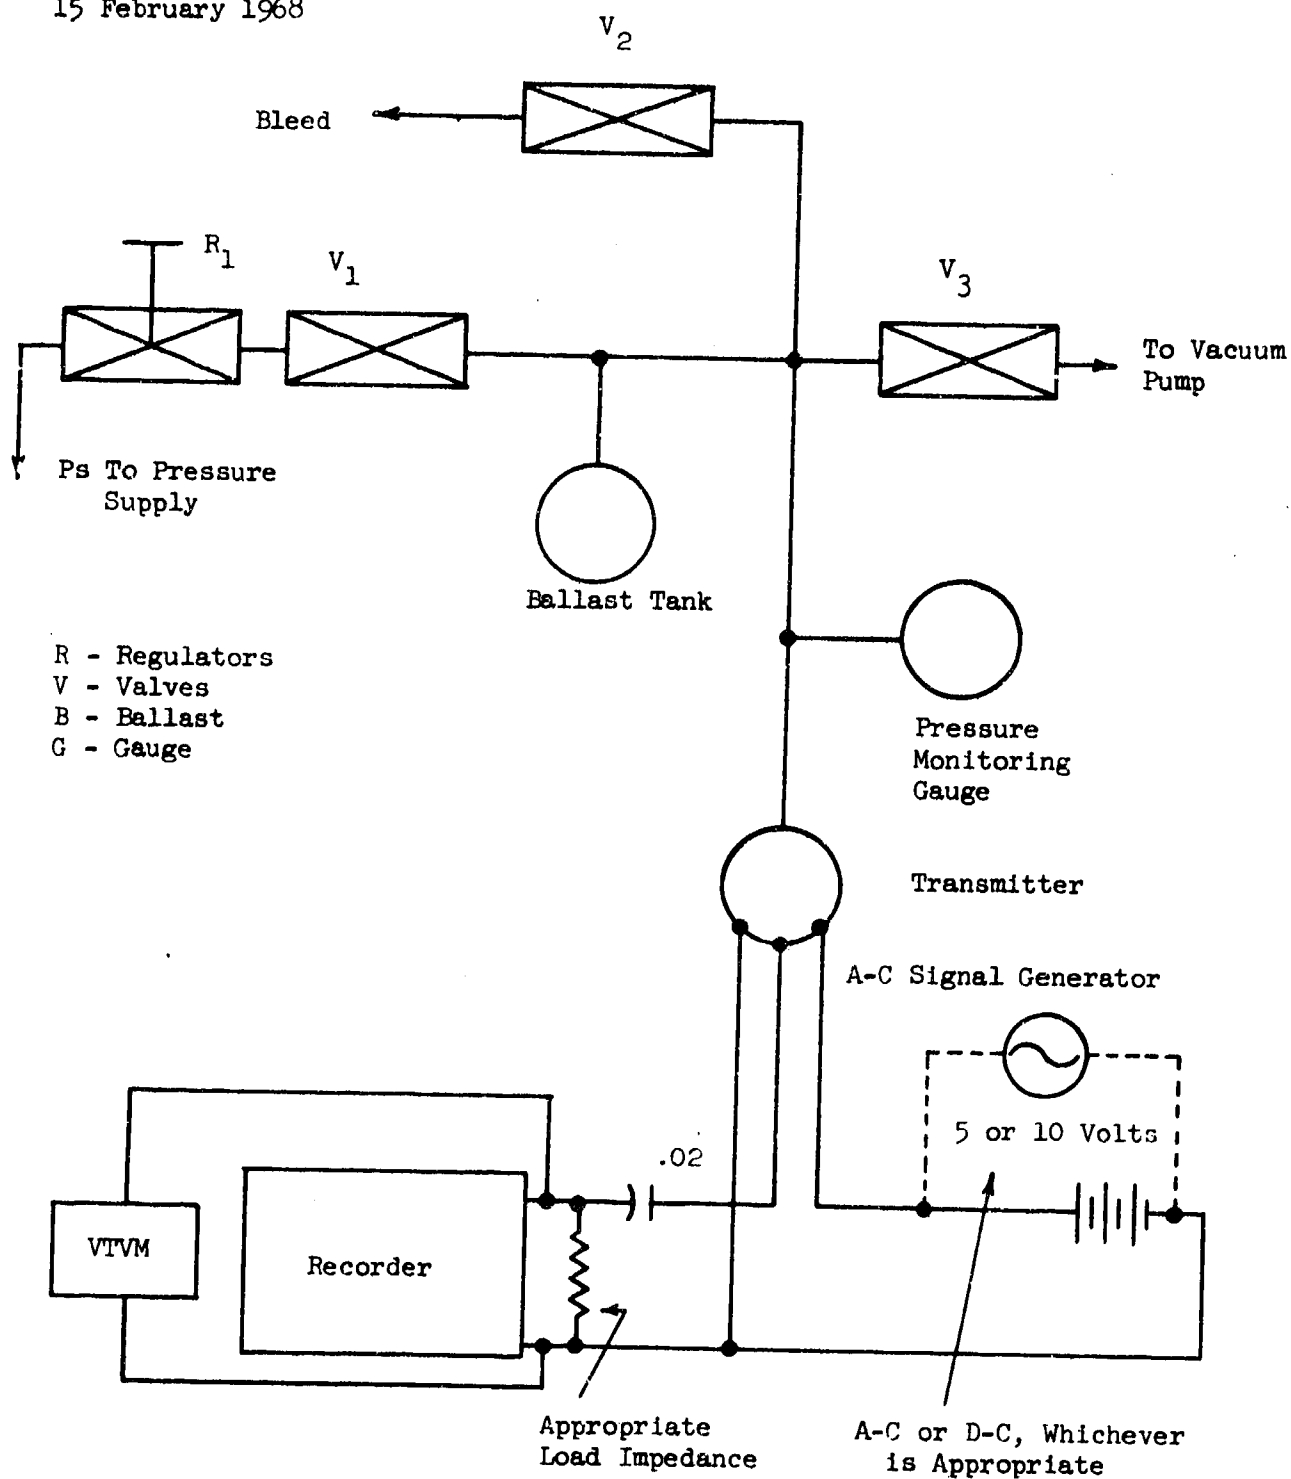 15 February 1968
V2
Bleed
R1
V1
V3
To Vacuum
Pump
Ps To Pressure
Supply
Ballast Tank
R - Regulators
V - Valves
B - Ballast
G - Gauge
Pressure
Monitoring
Gauge
Transmitter
A-C Signal Generator
5 or 10 Volts
.02
VTVM
Recorder
Appropriate
Load Impedance
A-C or D-C, Whichever
is Appropriate